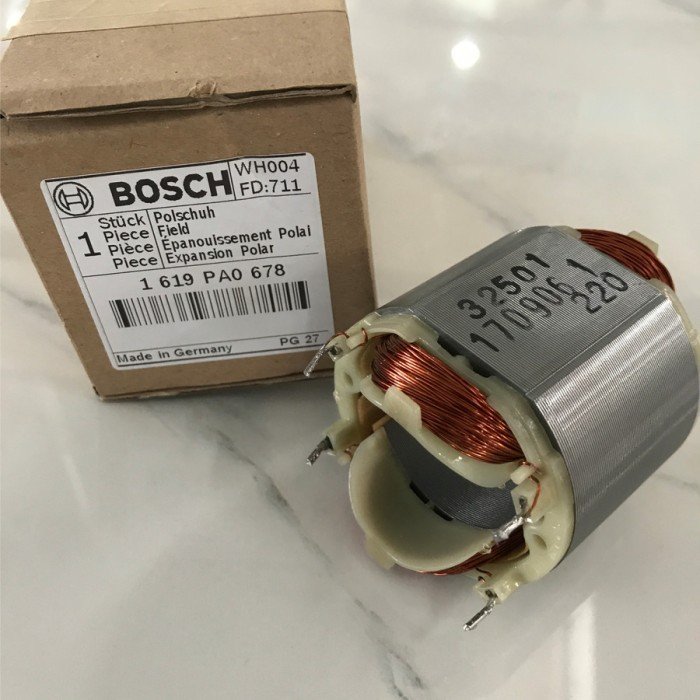 BOSCH
WH004
FD:711
1
Stück Polschuh
Piece Field
Pièce Épanouissement Polai
Piece Expansion Polar
1 619 PA0 678
Made in Germany
PG 27
32501
170906 1
220